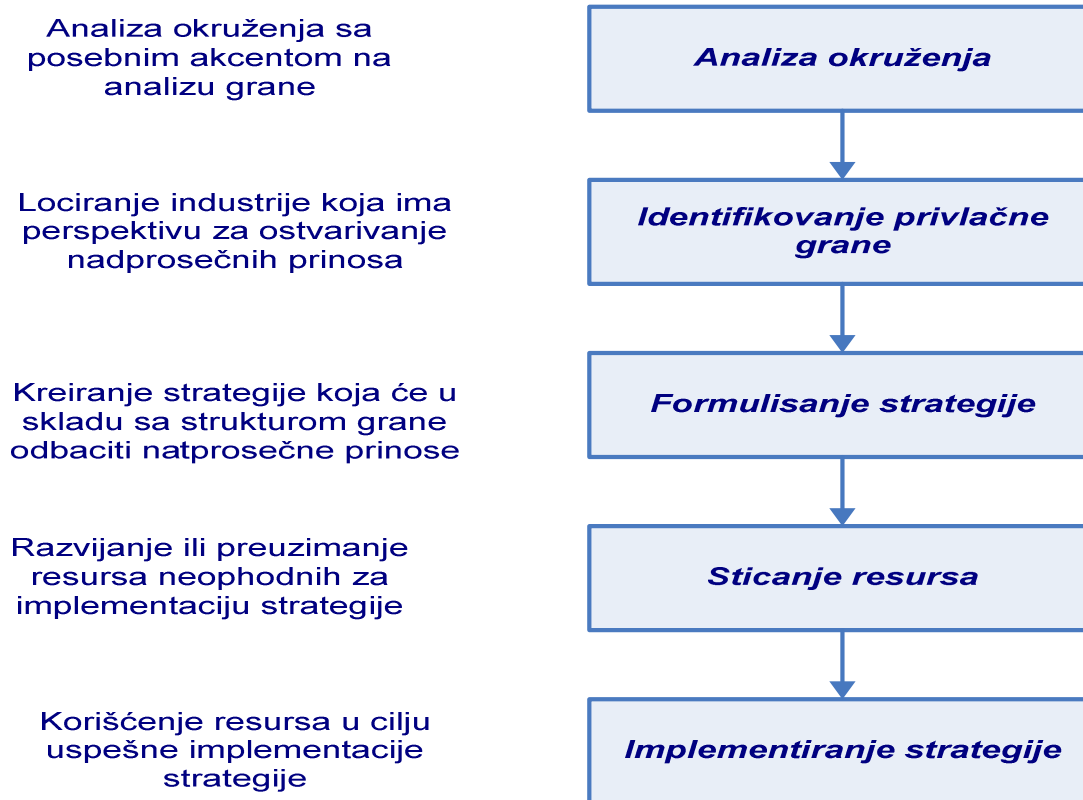 Analiza okruženja sa
posebnim akcentom na
analizu grane
Analiza okruženja
Lociranje industrije koja ima
perspektivu za ostvarivanje
nadprosečnih prinosa
Identifikovanje privlačne
grane
Kreiranje strategije koja će u
skladu sa strukturom grane
odbaciti natprosečne prinose
Formulisanje strategije
Razvijanje ili preuzimanje
resursa neophodnih za
implementaciju strategije
Sticanje resursa
Korišćenje resursa u cilju
uspešne implementacije
strategije
Implementiranje strategije